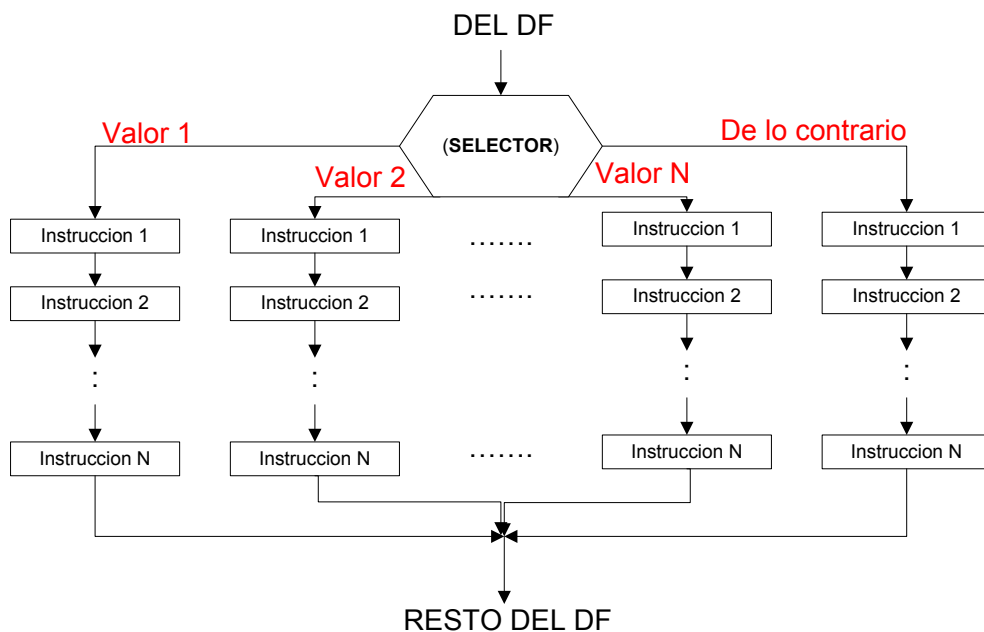 DEL DF
Valor 1
(SELECTOR)
De lo contrario
Valor 2
Valor N
Instruccion 1
Instruccion 1
.......
Instruccion 1
Instruccion 1
Instruccion 2
Instruccion 2
.......
Instruccion 2
Instruccion 2
:
:
:
:
Instruccion N
Instruccion N
.......
Instruccion N
Instruccion N
RESTO DEL DF